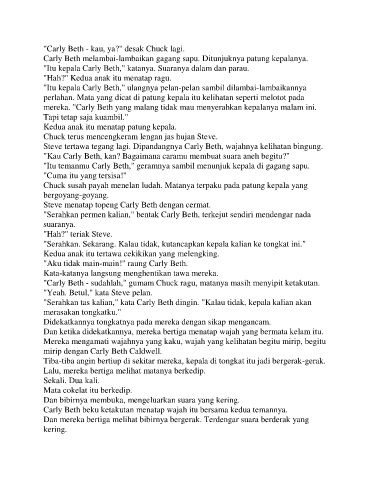 "Carly Beth - kau, ya?" desak Chuck lagi.
Carly Beth melambai-lambaikan gagang sapu. Ditunjuknya patung kepalanya.
"Itu kepala Carly Beth," katanya. Suaranya dalam dan parau.
"Hah?" Kedua anak itu menatap ragu.
"Itu kepala Carly Beth," ulangnya pelan-pelan sambil dilambai-lambaikannya
perlahan. Mata yang dicat di patung kepala itu kelihatan seperti melotot pada
mereka. "Carly Beth yang malang tidak mau menyerahkan kepalanya malam ini.
Tapi tetap saja kuambil."
Kedua anak itu menatap patung kepala.
Chuck terus mencengkeram lengan jas hujan Steve.
Steve tertawa tegang lagi. Dipandangnya Carly Beth, wajahnya kelihatan bingung.
"Kau Carly Beth, kan? Bagaimana caramu membuat suara aneh begitu?"
"Itu temanmu Carly Beth," geramnya sambil menunjuk kepala di gagang sapu.
"Cuma itu yang tersisa!"
Chuck susah payah menelan ludah. Matanya terpaku pada patung kepala yang
bergoyang-goyang.
Steve menatap topeng Carly Beth dengan cermat.
"Serahkan permen kalian," bentak Carly Beth, terkejut sendiri mendengar nada
suaranya.
"Hah?" teriak Steve.
"Serahkan. Sekarang. Kalau tidak, kutancapkan kepala kalian ke tongkat ini."
Kedua anak itu tertawa cekikikan yang melengking.
"Aku tidak main-main!" raung Carly Beth.
Kata-katanya langsung menghentikan tawa mereka.
"Carly Beth - sudahlah," gumam Chuck ragu, matanya masih menyipit ketakutan.
"Yeah. Betul," kata Steve pelan.
"Serahkan tas kalian," kata Carly Beth dingin. "Kalau tidak, kepala kalian akan
merasakan tongkatku."
Didekatkannya tongkatnya pada mereka dengan sikap mengancam.
Dan ketika didekatkannya, mereka bertiga menatap wajah yang bermata kelam itu.
Mereka mengamati wajahnya yang kaku, wajah yang kelihatan begitu mirip, begitu
mirip dengan Carly Beth Caldwell.
Tiba-tiba angin bertiup di sekitar mereka, kepala di tongkat itu jadi bergerak-gerak.
Lalu, mereka bertiga melihat matanya berkedip.
Sekali. Dua kali.
Mata cokelat itu berkedip.
Dan bibirnya membuka, mengeluarkan suara yang kering.
Carly Beth beku ketakutan menatap wajah itu bersama kedua temannya.
Dan mereka bertiga melihat bibirnya bergerak. Terdengar suara berderak yang
kering.